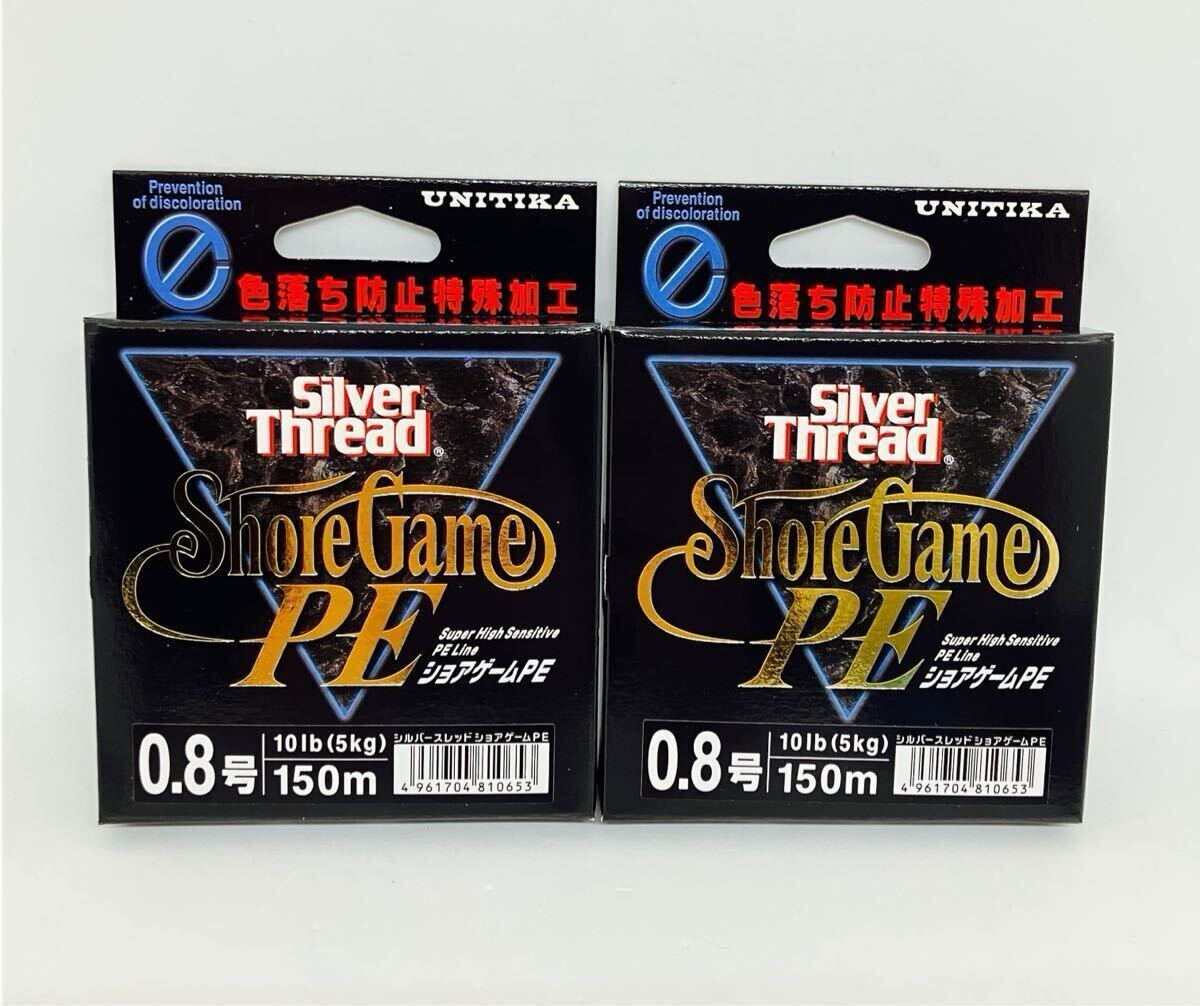 Prevention
of discoloration
UNITIKA
色落ち防止特殊加工
Silver
Thread®
ShoreGame
PE
Super High Sensitive
PE Line
ショアゲームPE
0.8号
10lb(5kg)
150m
シルバースレッドショアゲームPE
4 961704 810653
Prevention
of discoloration
UNITIKA
色落ち防止特殊加工
Silver
Thread®
ShoreGame
PE
Super High Sensitive
PE Line
ショアゲームPE
0.8号
10lb(5kg)
150m
シルバースレッドショアゲームPE
4 961704 810653